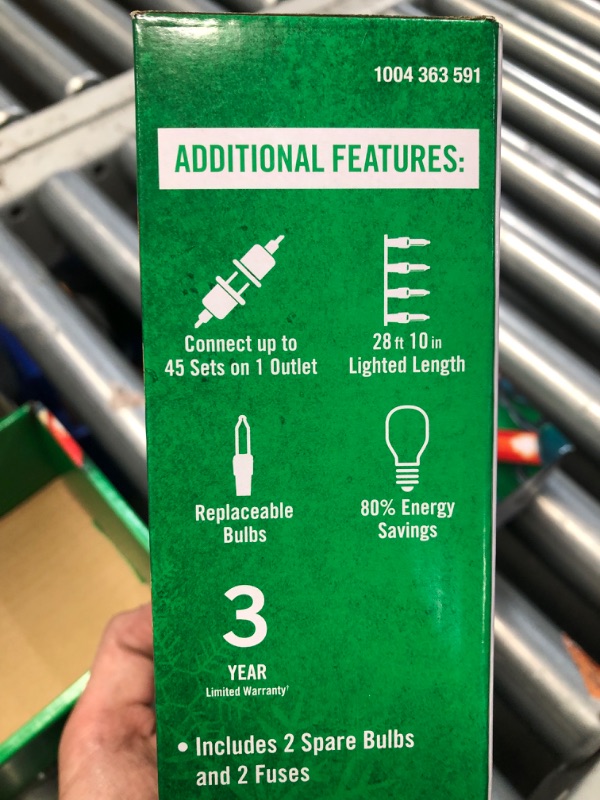 1004 363 591
ADDITIONAL FEATURES:
Connect up to
45 Sets on 1 Outlet
28 ft 10 in
Lighted Length
Replaceable
Bulbs
80% Energy
Savings
3
YEAR
Limited Warranty†
• Includes 2 Spare Bulbs
and 2 Fuses